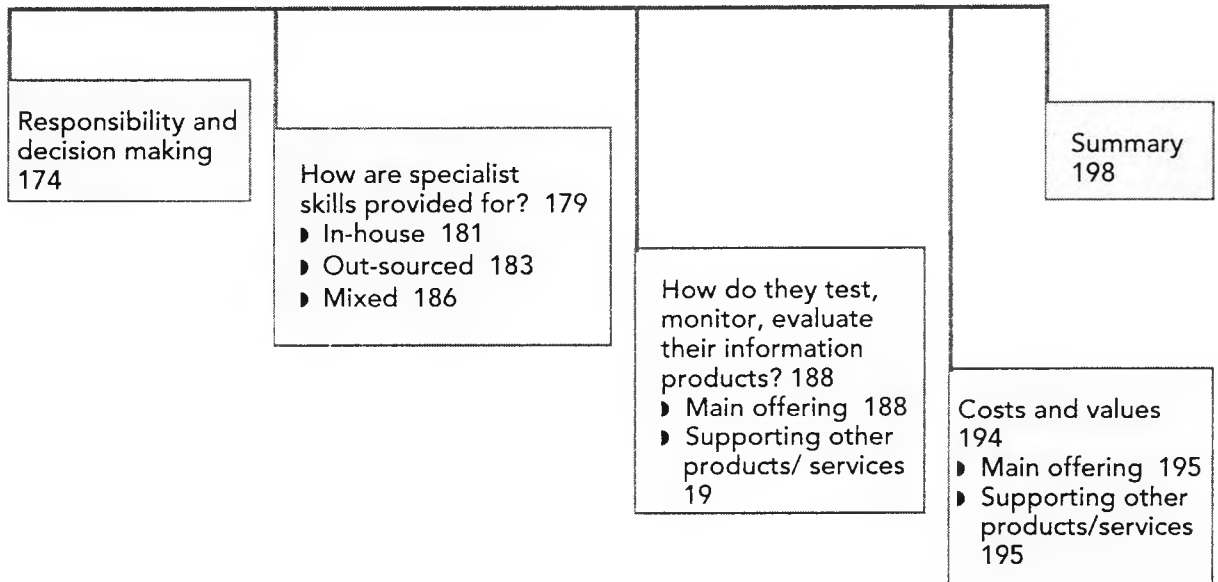 Responsibility and
decision making
174
How are specialist
skills provided for? 179
◗ In-house 181
◗ Out-sourced 183
◗ Mixed 186
How do they test,
monitor, evaluate
their information
products? 188
◗ Main offering 188
◗ Supporting other
products/ services
19
Costs and values
194
◗ Main offering 195
◗ Supporting other
products/services
195
Summary
198